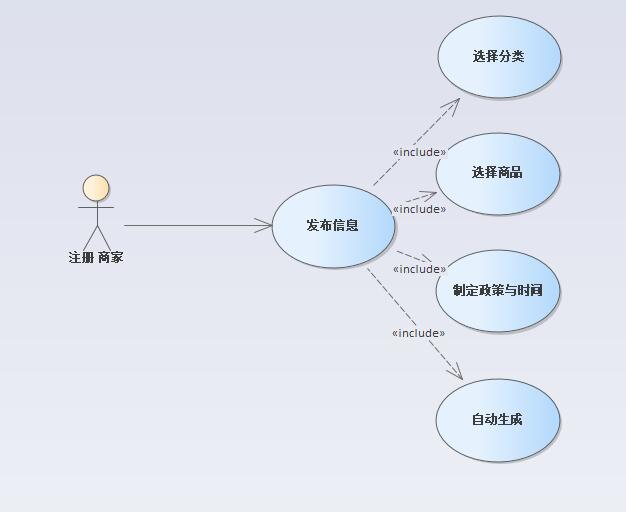 选择分类
«include»
选择商品
«include»
注册 商家
发布信息
«include»
制定政策与时间
«include»
自动生成